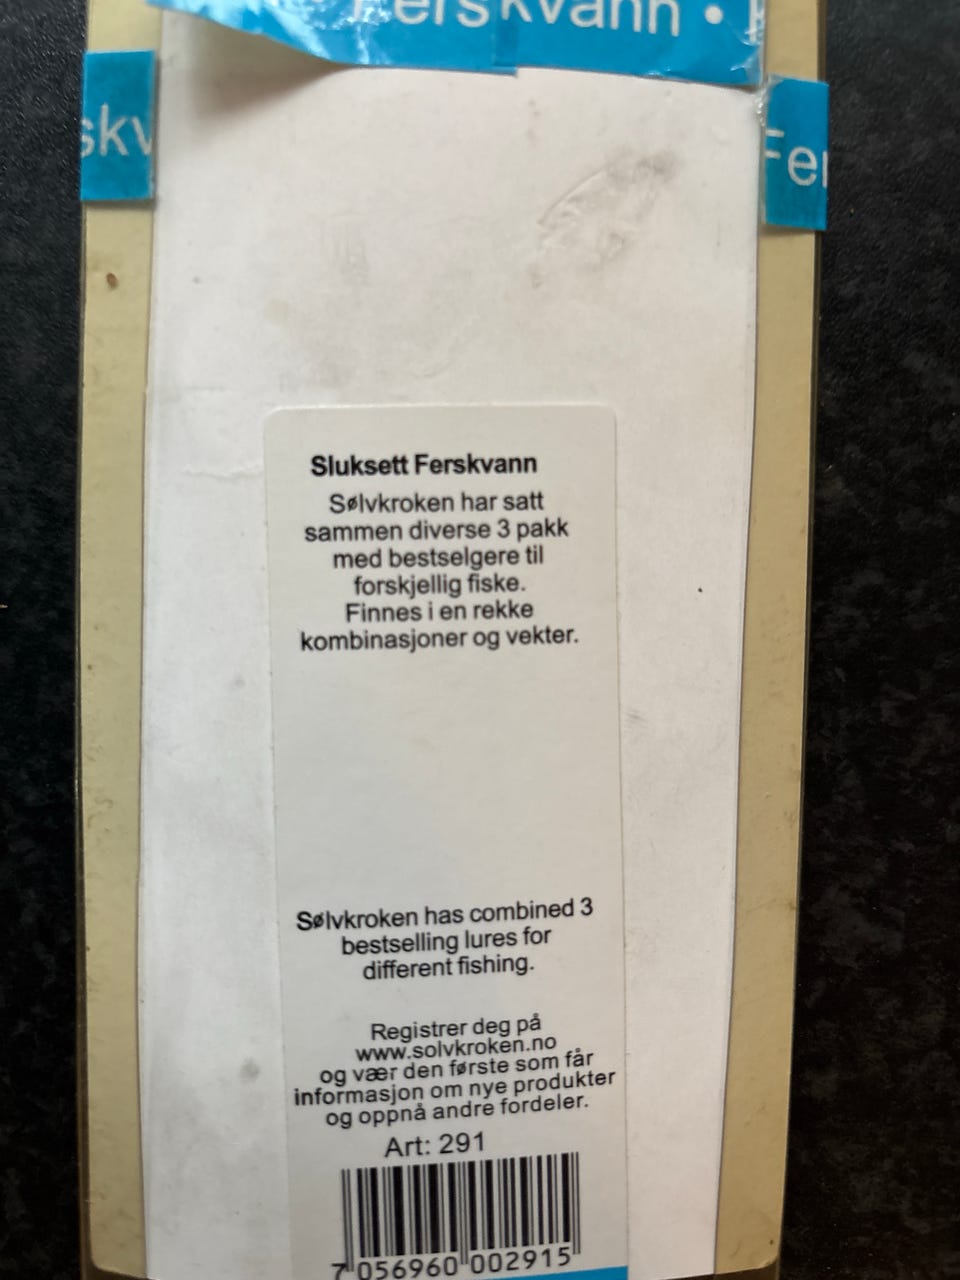 Ferskvann •
skv
Fer
Sluksett Ferskvann
Sølvkroken har satt
sammen diverse 3 pakk
med bestselgere til
forskjellig fiske.
Finnes i en rekke
kombinasjoner og vekter.
Sølvkroken has combined 3
bestselling lures for
different fishing.
Registrer deg på
www.solvkroken.no
og vær den første som får
informasjon om nye produkter
og oppnå andre fordeler.
Art: 291
7 056960 002915